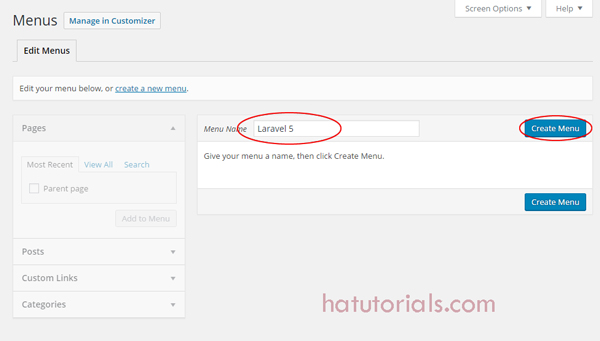 Screen Options Help
Menus Manage in Customizer
Edit Menus
Edit your menu below, or create a new menu.
Pages
Menu Name Laravel 5 Create Menu
Most Recent View All Search
Parent page
Add to Menu
Give your menu a name, then click Create Menu.
Create Menu
Posts
Custom Links
Categories
hatutorials.com